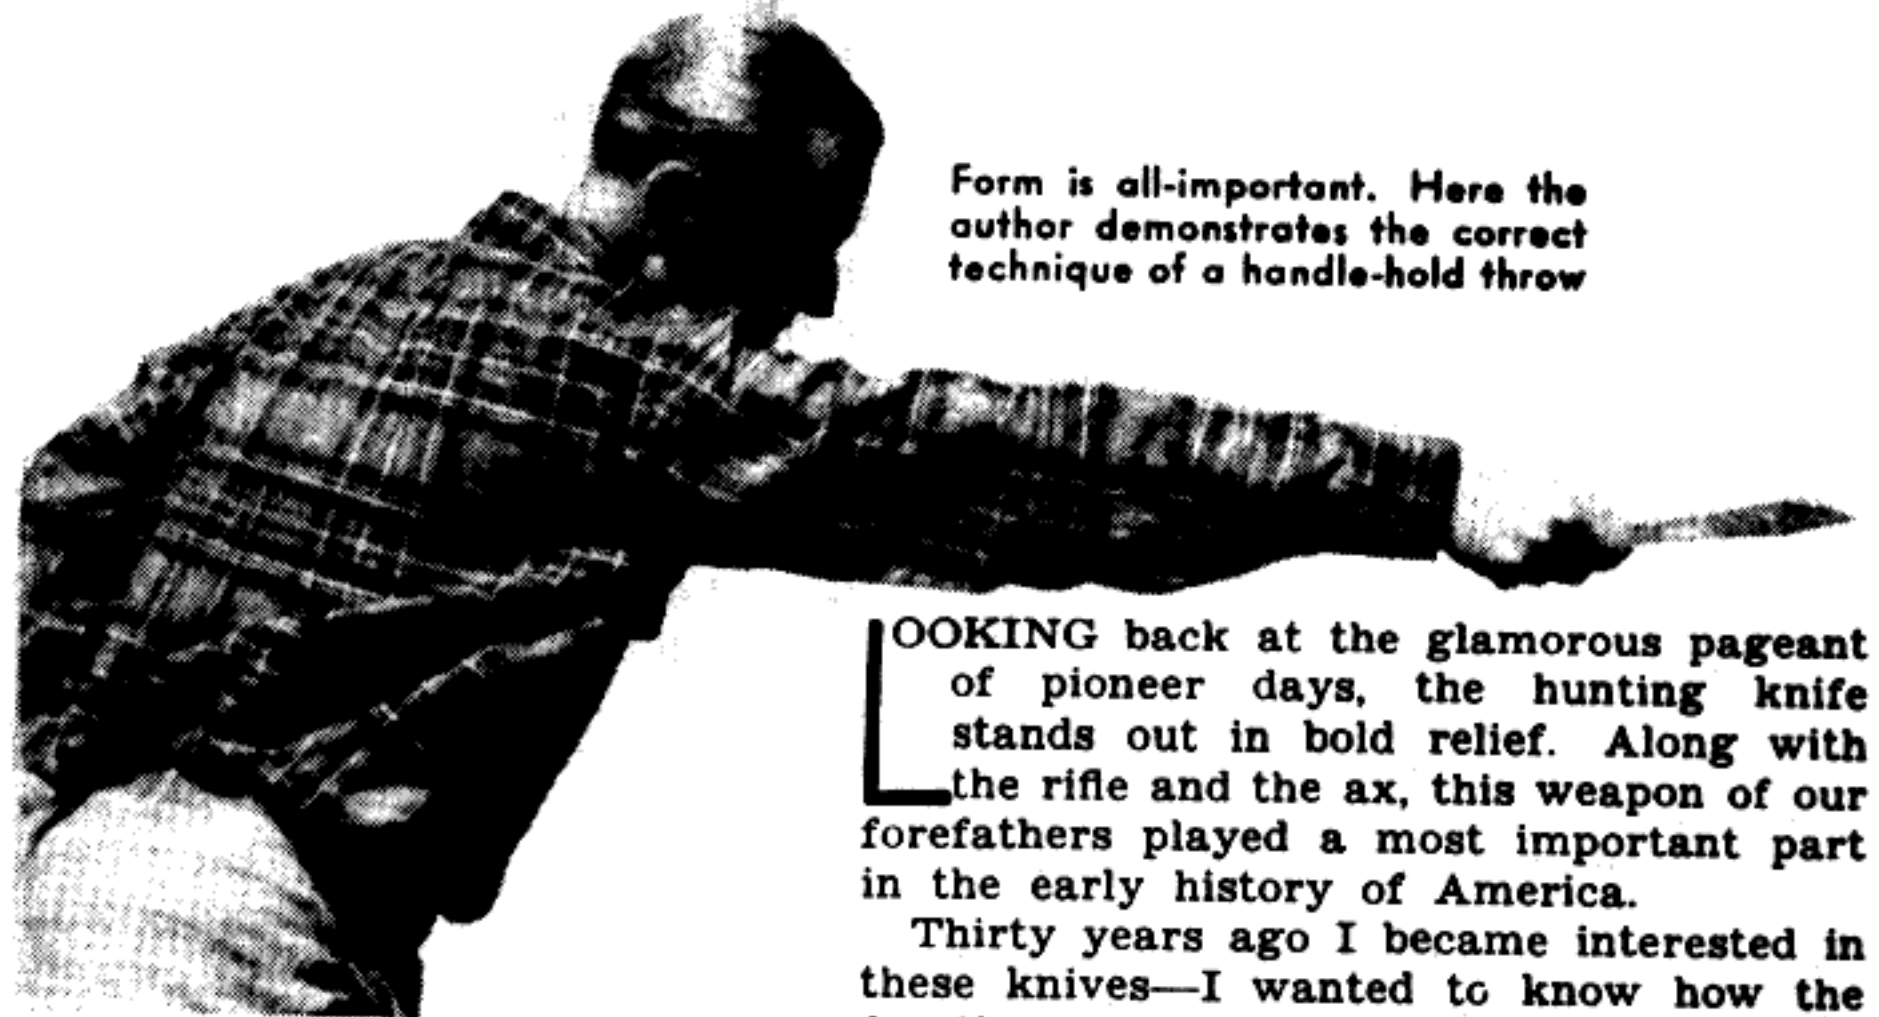 Form is all-important. Here the
author demonstrates the correct
technique of a handle-hold throw
LOOKING back at the glamorous pageant
of pioneer days, the hunting knife
stands out in bold relief. Along with
the rifle and the ax, this weapon of our
forefathers played a most important part
in the early history of America.
Thirty years ago I became interested in
these knives—I wanted to know how the